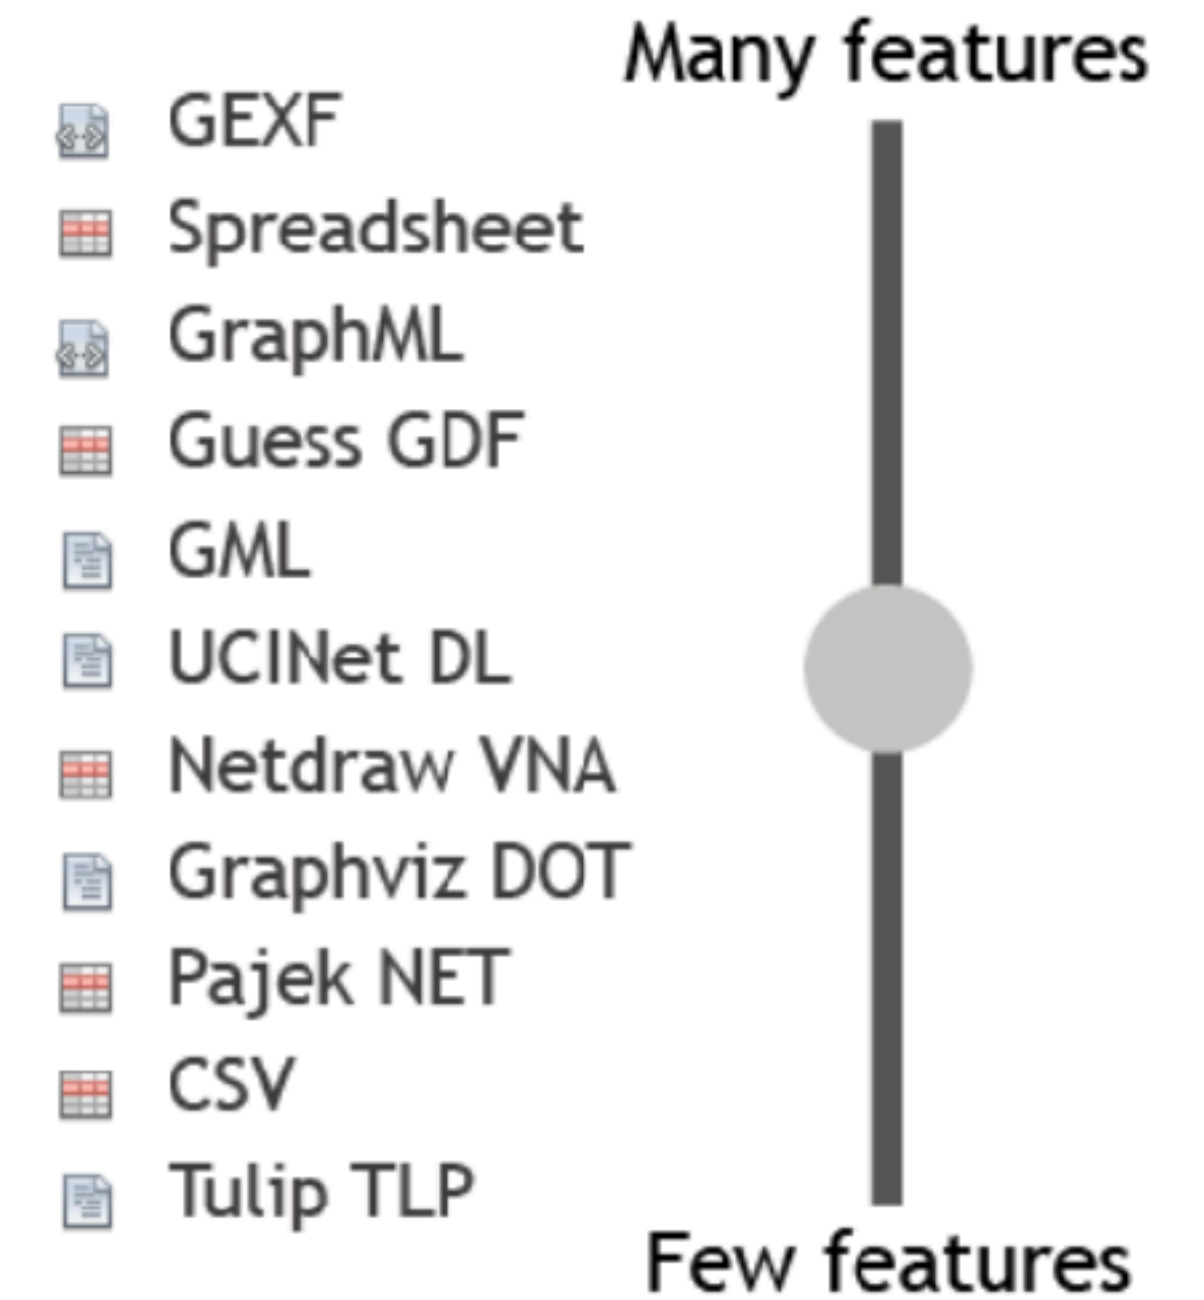 Many features
GEXF
Spreadsheet
GraphML
Guess GDF
GML
UCINet DL
Netdraw VNA
Graphviz DOT
Pajek NET
CSV
Tulip TLP
Few features